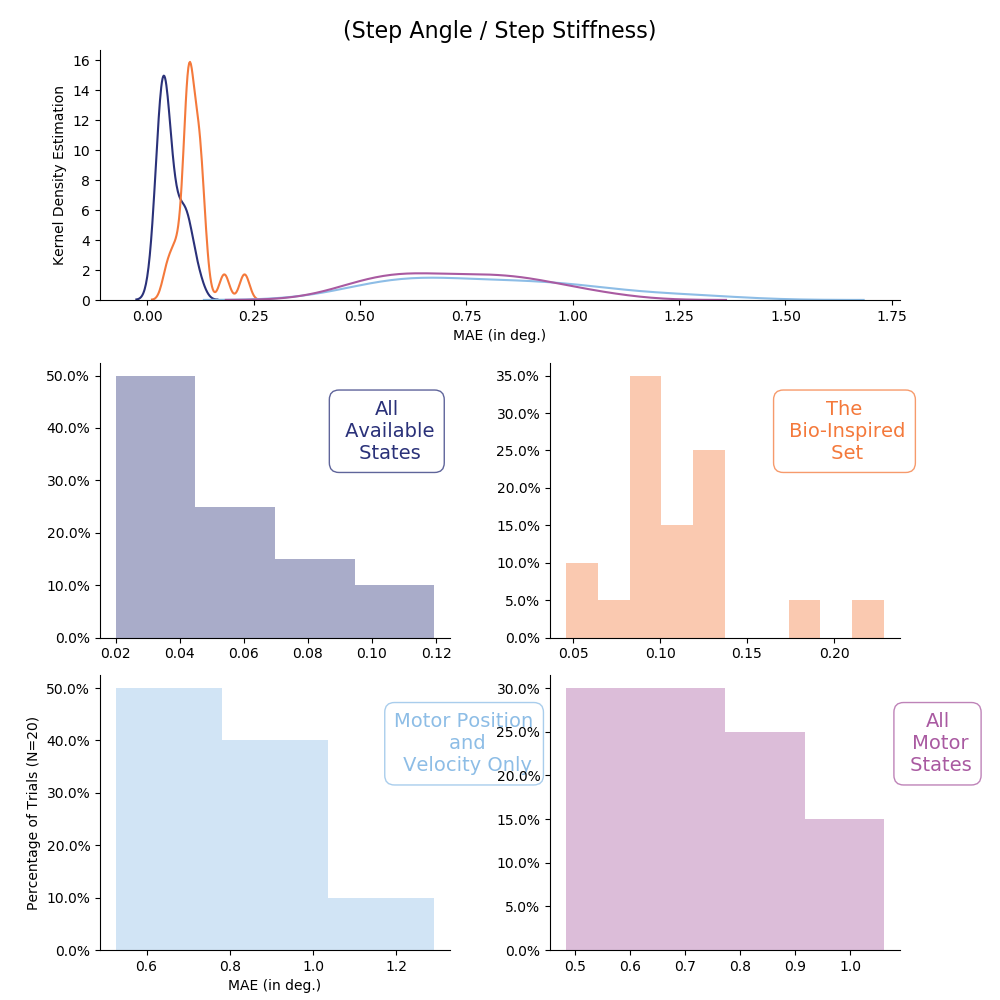 (Step Angle / Step Stiffness)
16
14
12
10
8
6
4
2
0
Kernel Density Estimation
0.00 0.25 0.50 0.75 1.00 1.25 1.50 1.75
MAE (in deg.)
50.0%
40.0%
30.0%
20.0%
10.0%
0.0%
0.02 0.04 0.06 0.08 0.10 0.12
All
Available
States
35.0%
30.0%
25.0%
20.0%
15.0%
10.0%
5.0%
0.0%
0.05 0.10 0.15 0.20
The
Bio-Inspired
Set
50.0%
40.0%
30.0%
20.0%
10.0%
0.0%
Percentage of Trials (N=20)
0.6 0.8 1.0 1.2
MAE (in deg.)
Motor Position
and
Velocity Only
30.0%
25.0%
20.0%
15.0%
10.0%
5.0%
0.0%
0.5 0.6 0.7 0.8 0.9 1.0
All
Motor
States